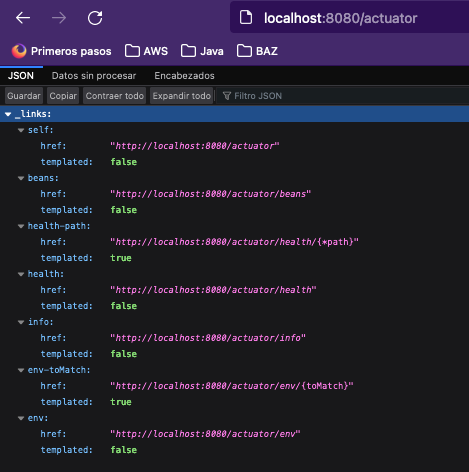 localhost:8080/actuator
Primeros pasos AWS Java BAZ
JSON Datos sin procesar Encabezados
Guardar Copiar Contraer todo Expandir todo Filtro JSON
_links:
self:
href: "http://localhost:8080/actuator"
templated: false
beans:
href: "http://localhost:8080/actuator/beans"
templated: false
health-path:
href: "http://localhost:8080/actuator/health/{*path}"
templated: true
health:
href: "http://localhost:8080/actuator/health"
templated: false
info:
href: "http://localhost:8080/actuator/info"
templated: false
env-toMatch:
href: "http://localhost:8080/actuator/env/{toMatch}"
templated: true
env:
href: "http://localhost:8080/actuator/env"
templated: false